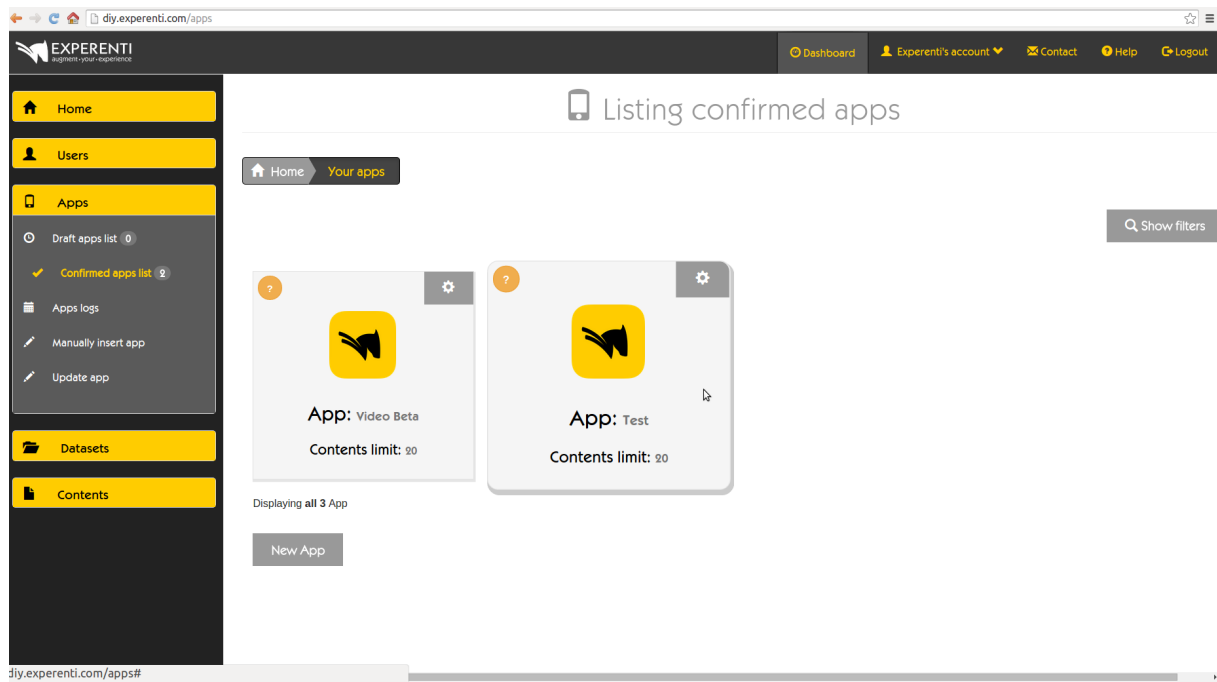 diy.experenti.com/apps
EXPERENTI
augment-your-experience
Dashboard
Experenti's account
Contact
Help
Logout
Home
Users
Apps
Draft apps list 0
Confirmed apps list 2
Apps logs
Manually insert app
Update app
Datasets
Contents
Listing confirmed apps
Home
Your apps
Show filters
?
App: Video Beta
Contents limit: 20
?
App: Test
Contents limit: 20
Displaying all 3 App
New App
diy.experenti.com/apps#